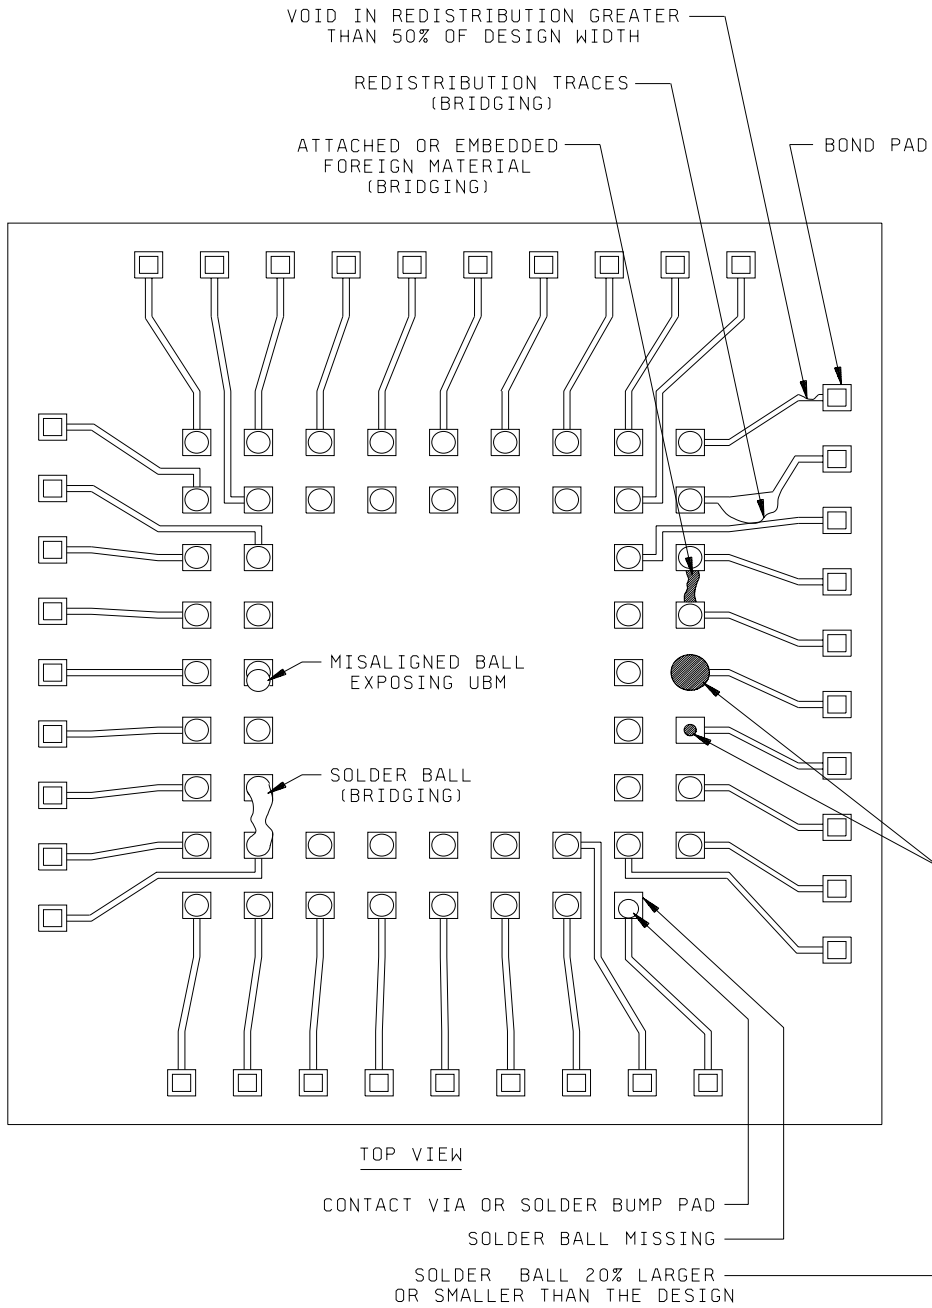 VOID IN REDISTRIBUTION GREATER
THAN 50% OF DESIGN WIDTH
REDISTRIBUTION TRACES
(BRIDGING)
ATTACHED OR EMBEDDED
FOREIGN MATERIAL
(BRIDGING)
BOND PAD
MISALIGNED BALL
EXPOSING UBM
SOLDER BALL
(BRIDGING)
TOP VIEW
CONTACT VIA OR SOLDER BUMP PAD
SOLDER BALL MISSING
SOLDER BALL 20% LARGER
OR SMALLER THAN THE DESIGN